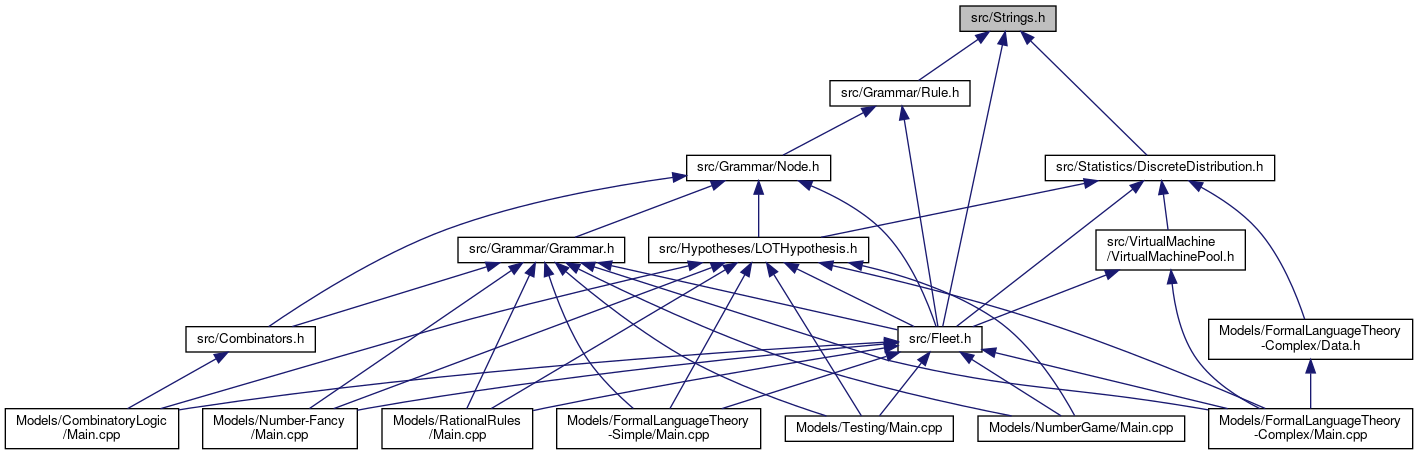 src/Strings.h
src/Grammar/Rule.h
src/Grammar/Node.h
src/Statistics/DiscreteDistribution.h
src/Grammar/Grammar.h
src/Hypotheses/LOTHypothesis.h
src/VirtualMachine
/VirtualMachinePool.h
src/Combinators.h
src/Fleet.h
Models/FormalLanguageTheory
-Complex/Data.h
Models/CombinatoryLogic
/Main.cpp
Models/Number-Fancy
/Main.cpp
Models/RationalRules
/Main.cpp
Models/FormalLanguageTheory
-Simple/Main.cpp
Models/Testing/Main.cpp
Models/NumberGame/Main.cpp
Models/FormalLanguageTheory
-Complex/Main.cpp